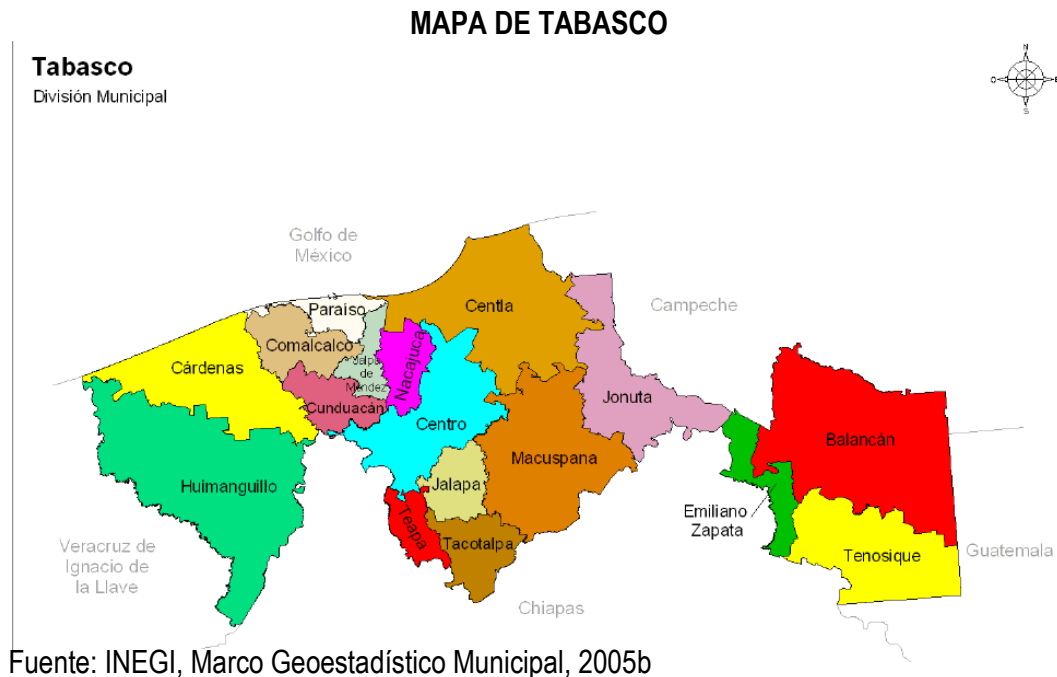 MAPA DE TABASCO
Tabasco
División Municipal
N
O
E
S
Golfo de
México
Campeche
Paraíso
Centla
Comalcalco
Jalpa
de
Méndez
Nacajuca
Cárdenas
Cunduacán
Centro
Jonuta
Balancán
Macuspana
Huimanguillo
Jalapa
Emiliano
Zapata
Teapa
Tacotalpa
Tenosique
Guatemala
Veracruz de
Ignacio de
la Llave
Chiapas
Fuente: INEGI, Marco Geoestadístico Municipal, 2005b